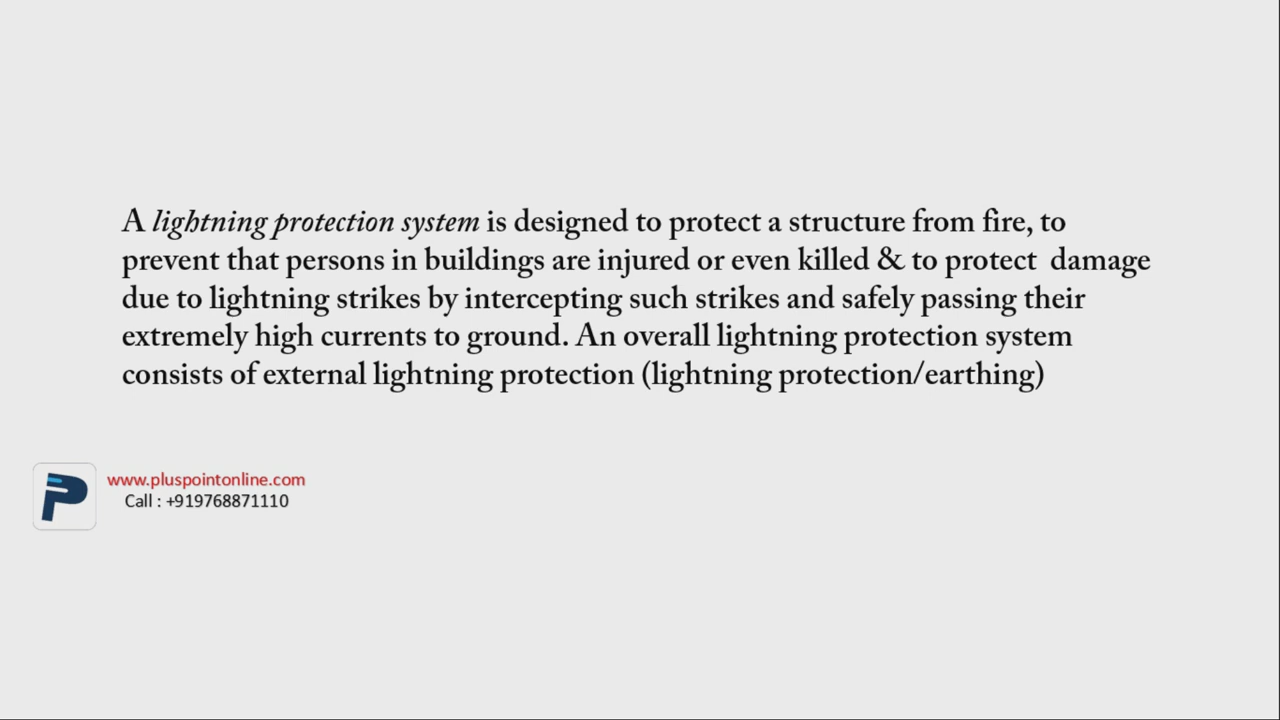 A lightning protection system is designed to protect a structure from fire, to
prevent that persons in buildings are injured or even killed & to protect  damage
due to lightning strikes by intercepting such strikes and safely passing their
extremely high currents to ground. An overall lightning protection system
consists of external lightning protection (lightning protection/earthing)
www.pluspointonline.com
Call : +919768871110